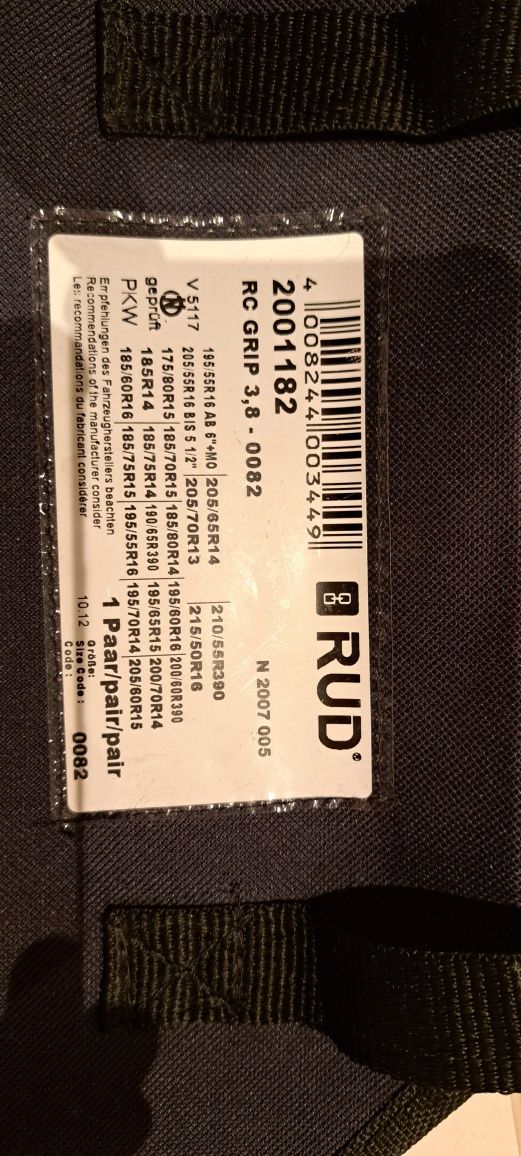 4 008244 003449
RUD
2001182
RC GRIP 3,8 - 0082
N 2007 005
V 5117
195/55R16 AB 6"+MO 205/65R14 210/55R390
205/55R16 BIS 5 1/2" 205/70R13 215/50R16
N
geprüft
PKW
175/80R15 185/70R15 185/80R14 195/60R16 200/60R390
185R14 185/75R14 190/65R390 195/65R15 200/70R14
185/60R16 185/75R15 195/55R16 195/70R14 205/60R15
Empfehlungen des Fahrzeugherstellers beachten
Recommendations of the manufacturer consider
Les recommandations du fabricant considérer
1 Paar/pair/pair
10.12
Größe:
Size Code:
Code:
0082